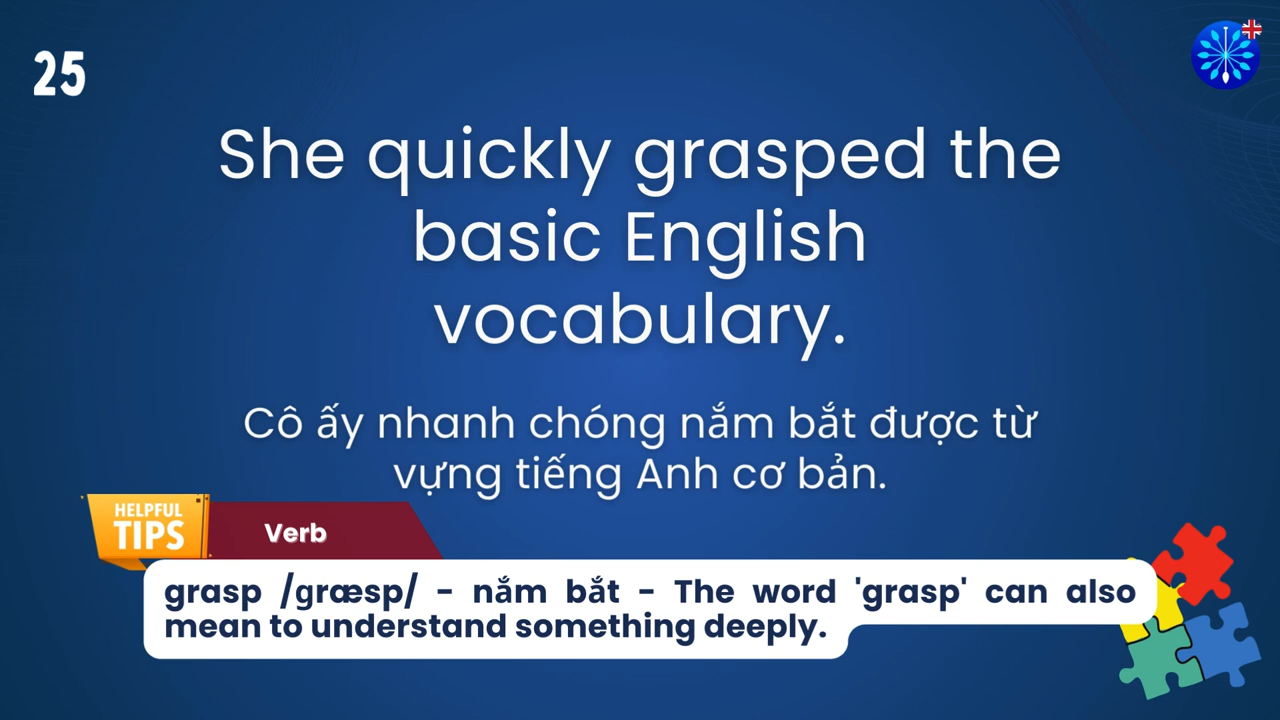 25
She quickly grasped the
basic English
vocabulary.
Cô ấy nhanh chóng nắm bắt được từ
vựng tiếng Anh cơ bản.
HELPFUL
TIPS
Verb
grasp /ɡræsp/ - nắm bắt - The word 'grasp' can also
mean to understand something deeply.